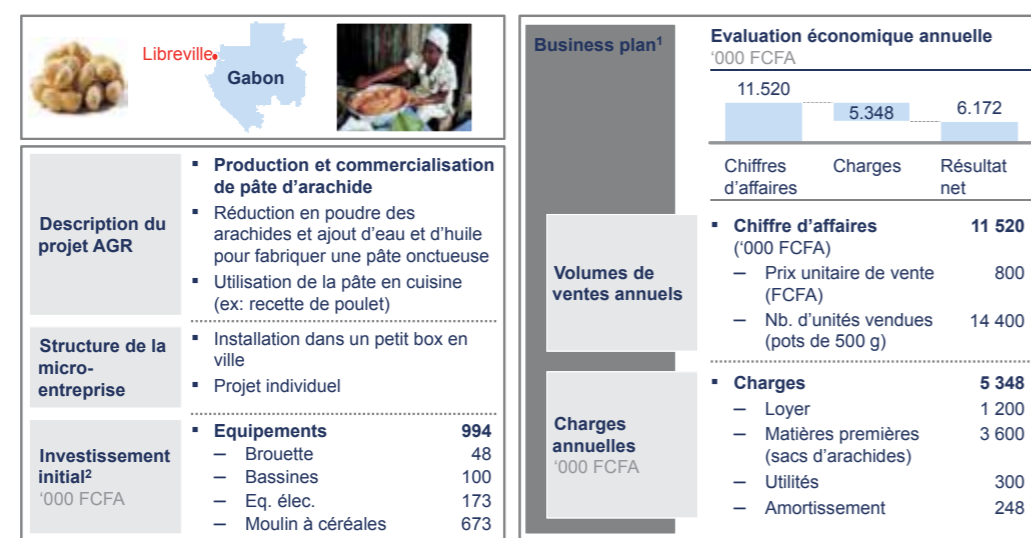 Libreville
Gabon
Description du
projet AGR
▪ Production et commercialisation
de pâte d’arachide
▪ Réduction en poudre des
arachides et ajout d’eau et d’huile
pour fabriquer une pâte onctueuse
▪ Utilisation de la pâte en cuisine
(ex: recette de poulet)
Structure de la
micro-
entreprise
▪ Installation dans un petit box en
ville
▪ Projet individuel
Investissement
initial²
‘000 FCFA
▪ Equipements 994
– Brouette 48
– Bassines 100
– Eq. élec. 173
– Moulin à céréales 673
Business plan¹
Evaluation économique annuelle
‘000 FCFA
11.520
5.348
6.172
Chiffres
d’affaires
Charges
Résultat
net
Volumes de
ventes annuels
▪ Chiffre d’affaires 11 520
(‘000 FCFA)
– Prix unitaire de vente 800
(FCFA)
– Nb. d’unités vendues 14 400
(pots de 500 g)
Charges
annuelles
‘000 FCFA
▪ Charges 5 348
– Loyer 1 200
– Matières premières 3 600
(sacs d’arachides)
– Utilités 300
– Amortissement 248